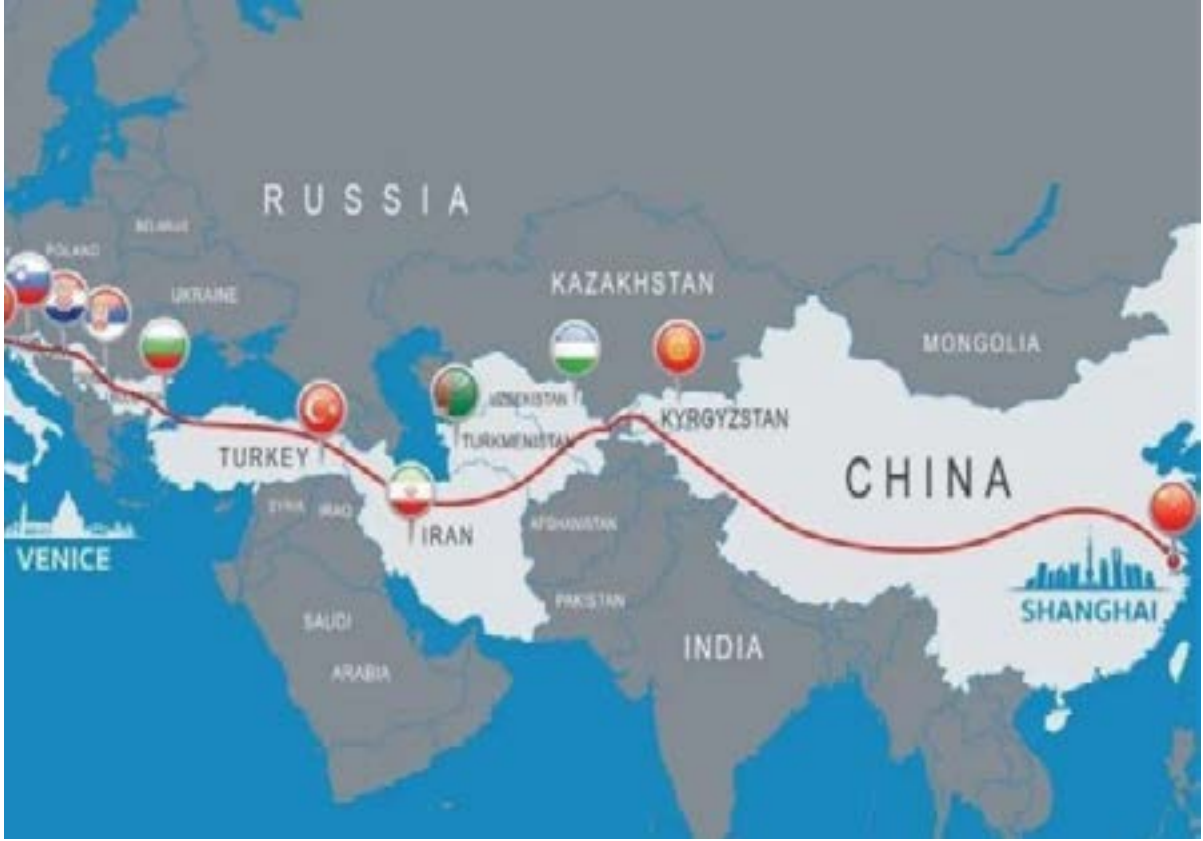 RUSSIA
BELARUS
POLAND
UKRAINE
KAZAKHSTAN
MONGOLIA
UZBEKISTAN
KYRGYZSTAN
TURKMENISTAN
TURKEY
CHINA
SYRIA
IRAQ
IRAN
AFGHANISTAN
VENICE
PAKISTAN
SHANGHAI
SAUDI
ARABIA
INDIA